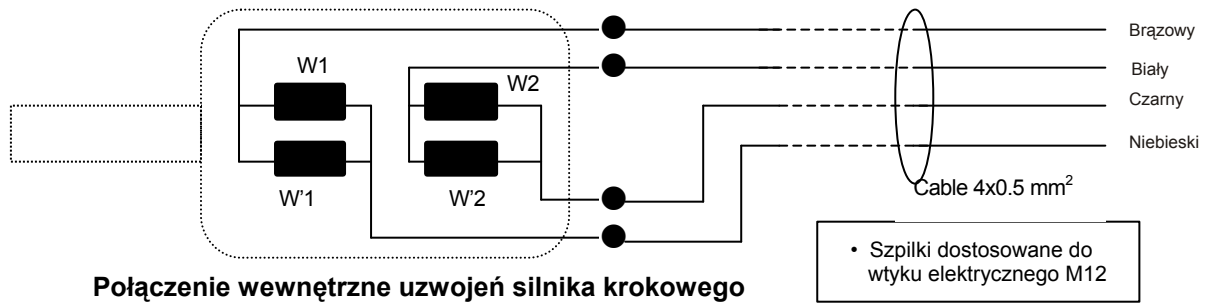 Brązowy
W1
W2
Biały
Czarny
Niebieski
W'1
W'2
Cable 4x0.5 mm²
• Szpilki dostosowane do
wtyku elektrycznego M12
Połączenie wewnętrzne uzwojeń silnika krokowego